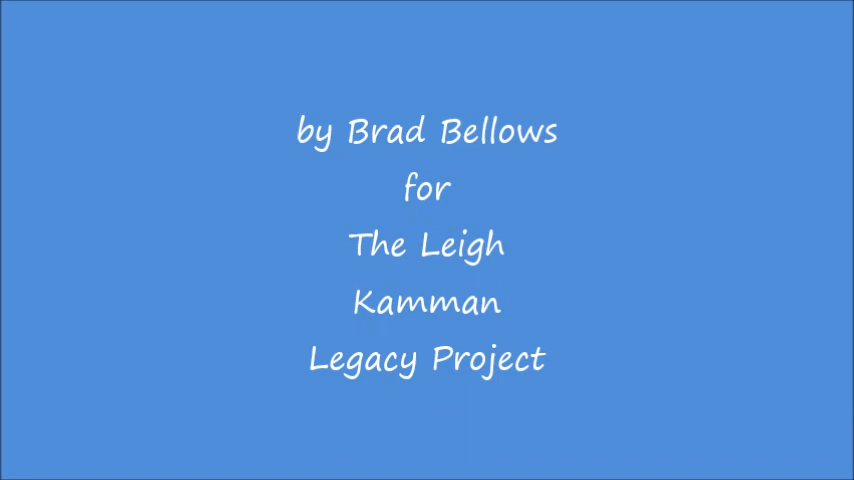 by Brad Bellows
for
The Leigh
Kamman
Legacy Project